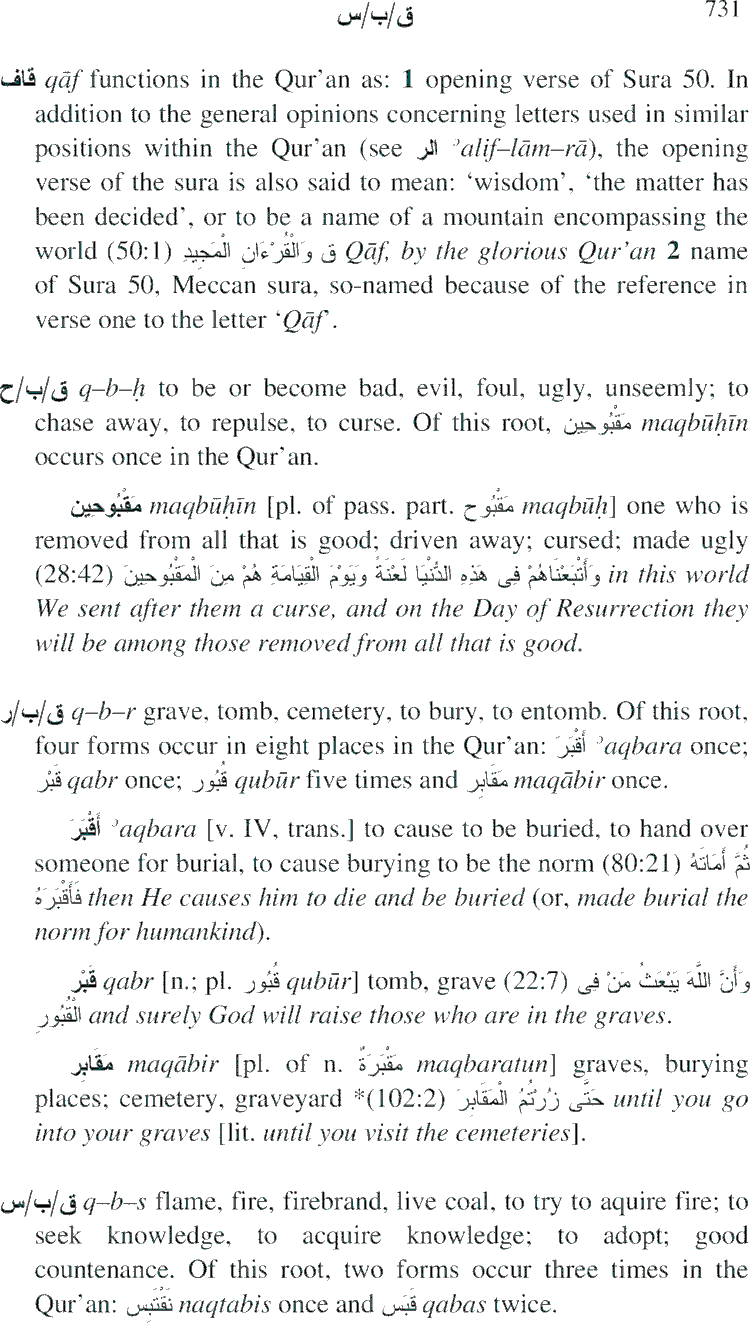 ق/ب/س 731
قاف qāf functions in the Qur’an as: 1 opening verse of Sura 50. In
addition to the general opinions concerning letters used in similar
positions within the Qur’an (see الر ʾalif–lām–rā), the opening
verse of the sura is also said to mean: ‘wisdom’, ‘the matter has
been decided’, or to be a name of a mountain encompassing the
world (50:1) ق وَالْقُرْءَانِ الْمَجِيدِ Qāf, by the glorious Qur’an 2 name
of Sura 50, Meccan sura, so-named because of the reference in
verse one to the letter ‘Qāf’.
ق/ب/ح q–b–ḥ to be or become bad, evil, foul, ugly, unseemly; to
chase away, to repulse, to curse. Of this root, مَقْبُوحين maqbūḥīn
occurs once in the Qur’an.
مَقْبُوحين maqbūḥīn [pl. of pass. part. مَقْبُوح maqbūḥ] one who is
removed from all that is good; driven away; cursed; made ugly
(28:42) وَأَتْبَعْنَاهُمْ فِى هَذِهِ الدُّنْيَا لَعْنَةً وَيَوْمَ الْقِيَامَةِ هُمْ مِنَ الْمَقْبُوحينَ in this world
We sent after them a curse, and on the Day of Resurrection they
will be among those removed from all that is good.
ق/ب/ر q–b–r grave, tomb, cemetery, to bury, to entomb. Of this root,
four forms occur in eight places in the Qur’an: أَقْبَرَ ʾaqbara once;
قَبْر qabr once; قُبُور qubūr five times and مَقَابِر maqābir once.
أَقْبَرَ ʾaqbara [v. IV, trans.] to cause to be buried, to hand over
someone for burial, to cause burying to be the norm (80:21) ثُمَّ أَمَاتَهُ
فَأَقْبَرَهُ then He causes him to die and be buried (or, made burial the
norm for humankind).
قَبْر qabr [n.; pl. قُبُور qubūr] tomb, grave (22:7) وَأَنَّ اللَّهَ يَبْعَثُ مَنْ فِى
الْقُبُورِ and surely God will raise those who are in the graves.
مَقَابِر maqābir [pl. of n. مَقْبَرَةٌ maqbaratun] graves, burying
places; cemetery, graveyard *(102:2) حَتَّى زُرْتُمُ الْمَقَابِرَ until you go
into your graves [lit. until you visit the cemeteries].
ق/ب/س q–b–s flame, fire, firebrand, live coal, to try to aquire fire; to
seek knowledge, to acquire knowledge; to adopt; good
countenance. Of this root, two forms occur three times in the
Qur’an: نَقْتَبِس naqtabis once and قَبَس qabas twice.